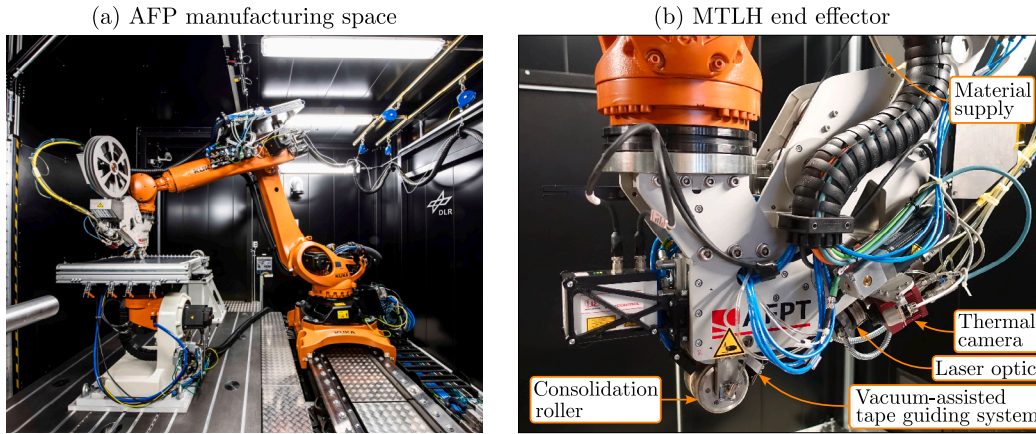 (a) AFP manufacturing space
(b) MTLH end effector
DLR
KUKA
AFPT
Material
supply
Thermal
camera
Laser optic
Consolidation
roller
Vacuum-assisted
tape guiding system